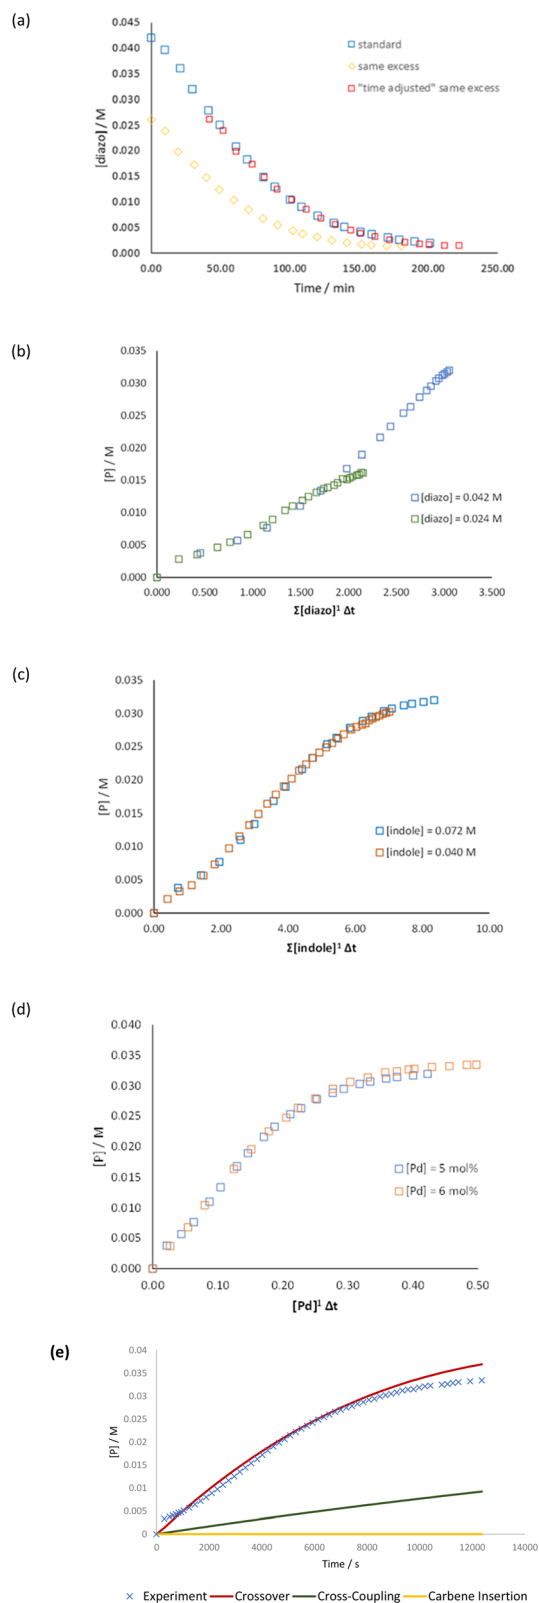 (a)
0.045
0.040
0.035
0.030
0.025
0.020
0.015
0.010
0.005
0.000
[diazo] / M
standard
same excess
"time adjusted" same excess
0.00 50.00 100.00 150.00 200.00 250.00
Time / min
(b)
0.035
0.030
0.025
0.020
0.015
0.010
0.005
0.000
[P] / M
[diazo] = 0.042 M
[diazo] = 0.024 M
0.000 0.500 1.000 1.500 2.000 2.500 3.000 3.500
Σ[diazo]¹ Δt
(c)
0.035
0.030
0.025
0.020
0.015
0.010
0.005
0.000
[P] / M
[indole] = 0.072 M
[indole] = 0.040 M
0.00 2.00 4.00 6.00 8.00 10.00
Σ[indole]¹ Δt
(d)
0.040
0.035
0.030
0.025
0.020
0.015
0.010
0.005
0.000
[P] / M
[Pd] = 5 mol%
[Pd] = 6 mol%
0.00 0.10 0.20 0.30 0.40 0.50
[Pd]¹ Δt
(e)
0.04
0.035
0.03
0.025
0.02
0.015
0.01
0.005
0
[P] / M
0 2000 4000 6000 8000 10000 12000 14000
Time / s
Experiment Crossover Cross-Coupling Carbene Insertion